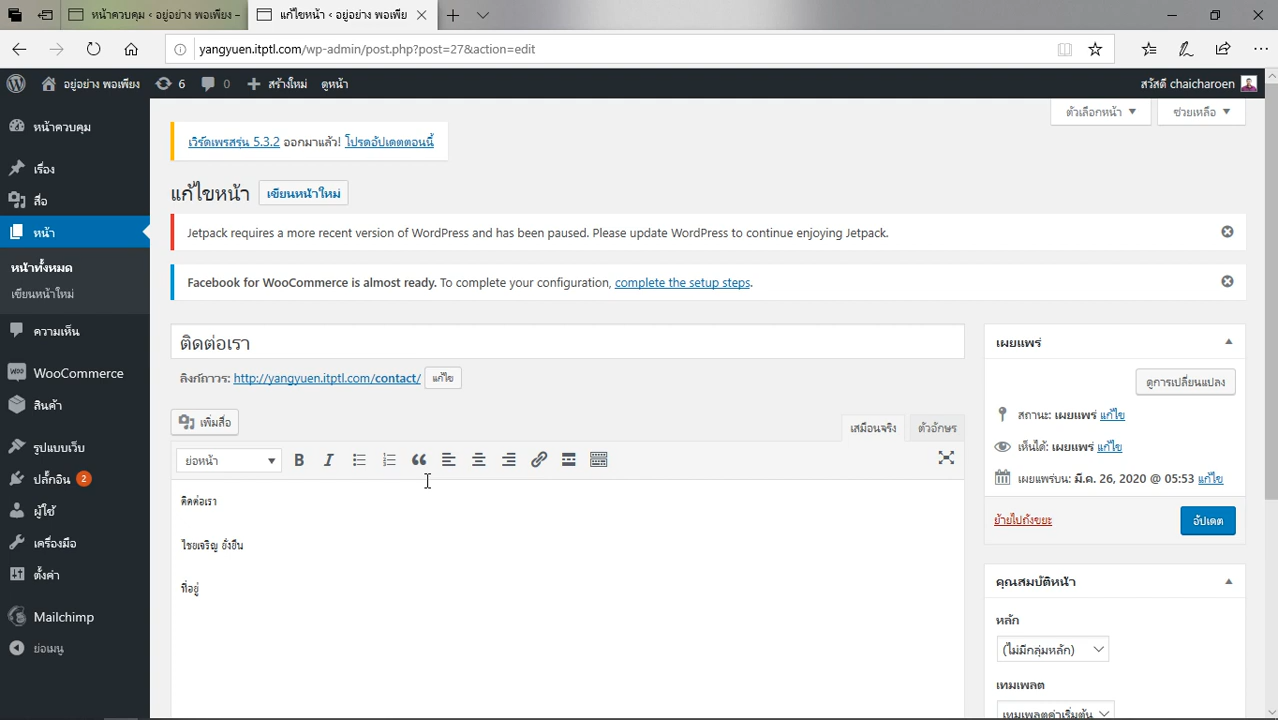 หน้าควบคุม ‹ อยู่อย่าง พอเพียง –
แก้ไขหน้า ‹ อยู่อย่าง พอเพีย
yangyuen.itptl.com/wp-admin/post.php?post=27&action=edit
อยู่อย่าง พอเพียง
6
0
สร้างใหม่
ดูหน้า
สวัสดี chaicharoen
ตัวเลือกหน้า
ช่วยเหลือ
หน้าควบคุม
เรื่อง
สื่อ
หน้า
หน้าทั้งหมด
เขียนหน้าใหม่
ความเห็น
WooCommerce
สินค้า
รูปแบบเว็บ
ปลั๊กอิน 2
ผู้ใช้
เครื่องมือ
ตั้งค่า
Mailchimp
ย่อเมนู
เวิร์ดเพรสรุ่น 5.3.2 ออกมาแล้ว! โปรดอัปเดตตอนนี้
แก้ไขหน้า
เขียนหน้าใหม่
Jetpack requires a more recent version of WordPress and has been paused. Please update WordPress to continue enjoying Jetpack.
Facebook for WooCommerce is almost ready. To complete your configuration, complete the setup steps.
ติดต่อเรา
ลิงก์ถาวร: http://yangyuen.itptl.com/contact/ แก้ไข
เพิ่มสื่อ
เสมือนจริง
ตัวอักษร
ย่อหน้า
B I
ติดต่อเรา
ไชยเจริญ ยั่งยืน
ที่อยู่
เผยแพร่
ดูการเปลี่ยนแปลง
สถานะ: เผยแพร่ แก้ไข
เห็นได้: เผยแพร่ แก้ไข
เผยแพร่บน: มี.ค. 26, 2020 @ 05:53 แก้ไข
ย้ายไปถังขยะ
อัปเดต
คุณสมบัติหน้า
หลัก
(ไม่มีกลุ่มหลัก)
เทมเพลต
เทมเพลตค่าเริ่มต้น